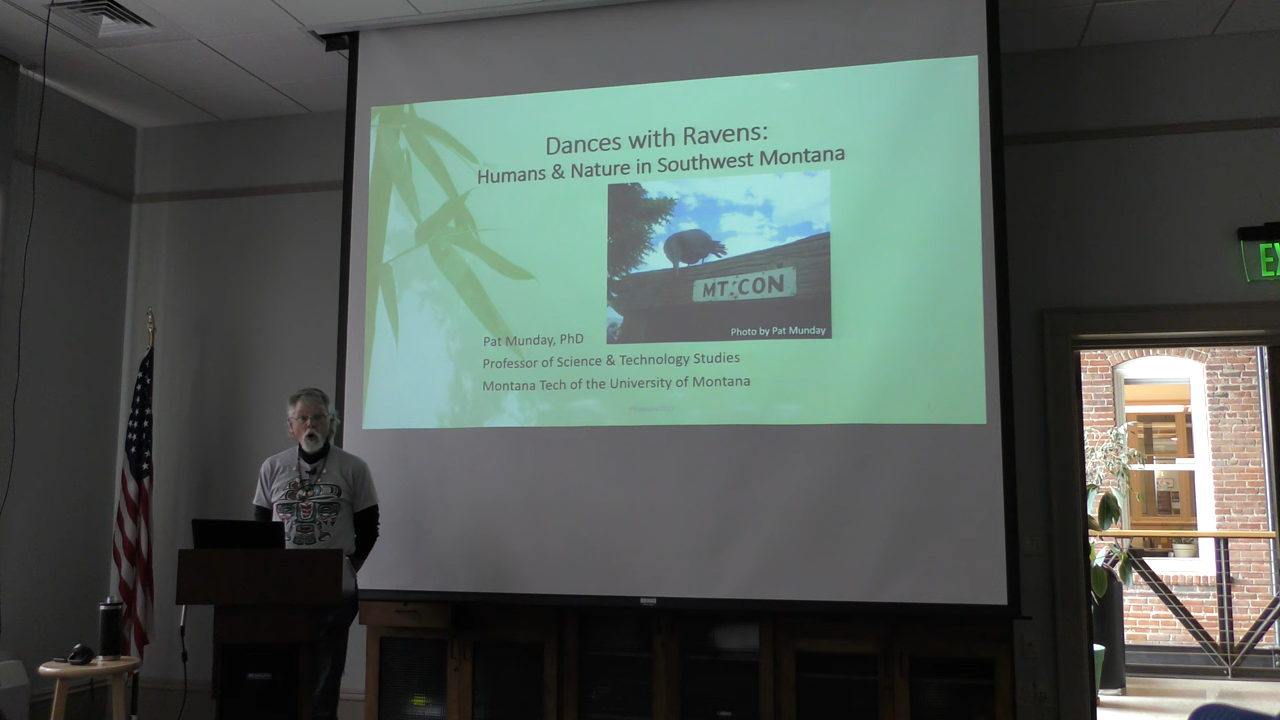 Dances with Ravens:
Humans & Nature in Southwest Montana
MT. CON
Photo by Pat Munday
Pat Munday, PhD
Professor of Science & Technology Studies
Montana Tech of the University of Montana